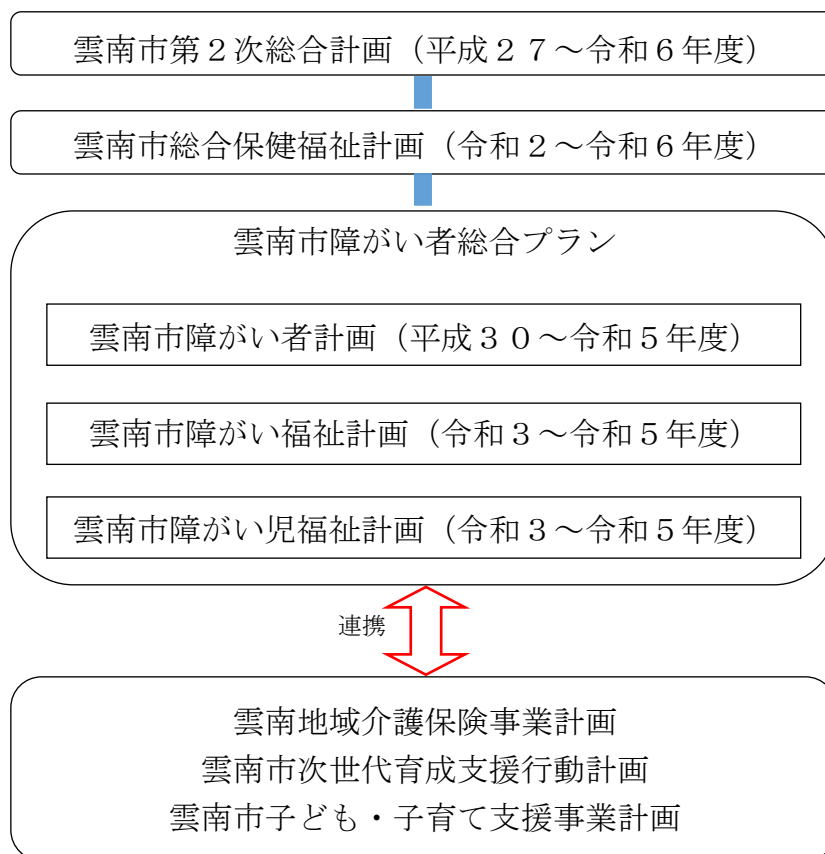 雲南市第２次総合計画（平成２７～令和６年度）
雲南市総合保健福祉計画（令和２～令和６年度）
雲南市障がい者総合プラン
雲南市障がい者計画（平成３０～令和５年度）
雲南市障がい福祉計画（令和３～令和５年度）
雲南市障がい児福祉計画（令和３～令和５年度）
連携
雲南地域介護保険事業計画
雲南市次世代育成支援行動計画
雲南市子ども・子育て支援事業計画